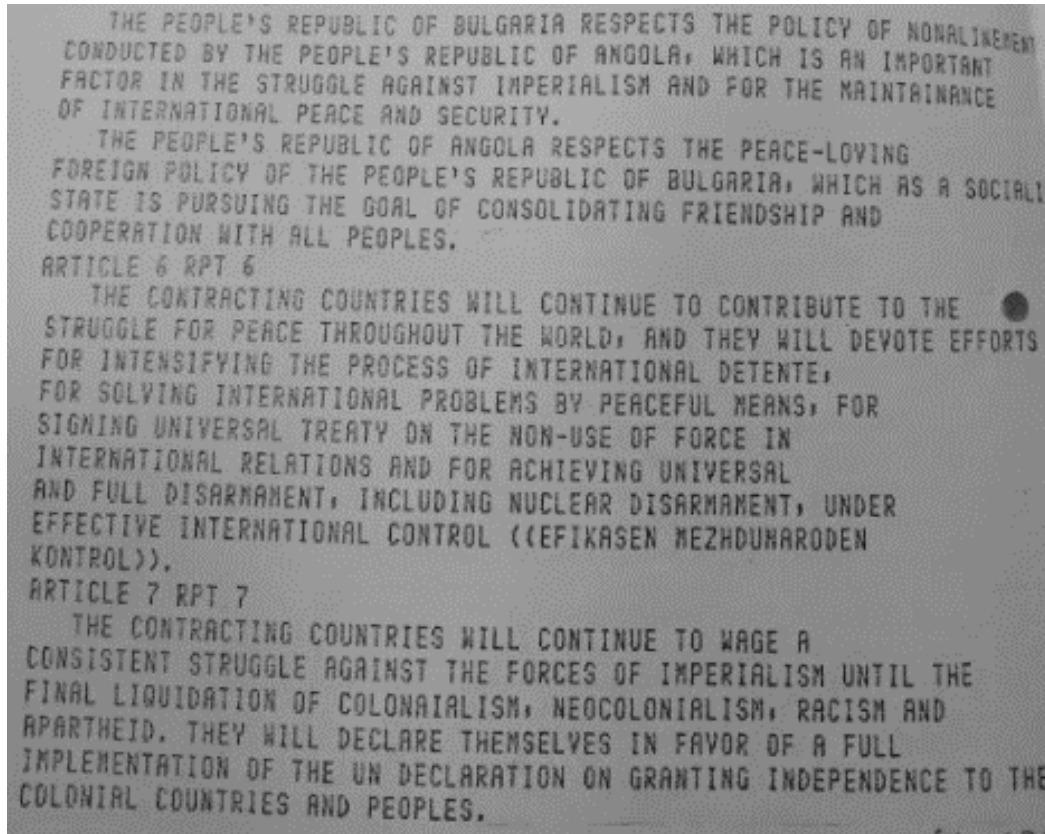 THE PEOPLE'S REPUBLIC OF BULGARIA RESPECTS THE POLICY OF NONALINEMENT
CONDUCTED BY THE PEOPLE'S REPUBLIC OF ANGOLA, WHICH IS AN IMPORTANT
FACTOR IN THE STRUGGLE AGAINST IMPERIALISM AND FOR THE MAINTAINANCE
OF INTERNATIONAL PEACE AND SECURITY.
THE PEOPLE'S REPUBLIC OF ANGOLA RESPECTS THE PEACE-LOVING
FOREIGN POLICY OF THE PEOPLE'S REPUBLIC OF BULGARIA, WHICH AS A SOCIALI
STATE IS PURSUING THE GOAL OF CONSOLIDATING FRIENDSHIP AND
COOPERATION WITH ALL PEOPLES.
ARTICLE 6 RPT 6
THE CONTRACTING COUNTRIES WILL CONTINUE TO CONTRIBUTE TO THE
STRUGGLE FOR PEACE THROUGHOUT THE WORLD, AND THEY WILL DEVOTE EFFORTS
FOR INTENSIFYING THE PROCESS OF INTERNATIONAL DETENTE,
FOR SOLVING INTERNATIONAL PROBLEMS BY PEACEFUL MEANS, FOR
SIGNING UNIVERSAL TREATY ON THE NON-USE OF FORCE IN
INTERNATIONAL RELATIONS AND FOR ACHIEVING UNIVERSAL
AND FULL DISARMAMENT, INCLUDING NUCLEAR DISARMAMENT, UNDER
EFFECTIVE INTERNATIONAL CONTROL ((EFIKASEN MEZHDUNARODEN
KONTROL)).
ARTICLE 7 RPT 7
THE CONTRACTING COUNTRIES WILL CONTINUE TO WAGE A
CONSISTENT STRUGGLE AGAINST THE FORCES OF IMPERIALISM UNTIL THE
FINAL LIQUIDATION OF COLONAIALISM, NEOCOLONIALISM, RACISM AND
APARTHEID. THEY WILL DECLARE THEMSELVES IN FAVOR OF A FULL
IMPLEMENTATION OF THE UN DECLARATION ON GRANTING INDEPENDENCE TO THE
COLONIAL COUNTRIES AND PEOPLES.